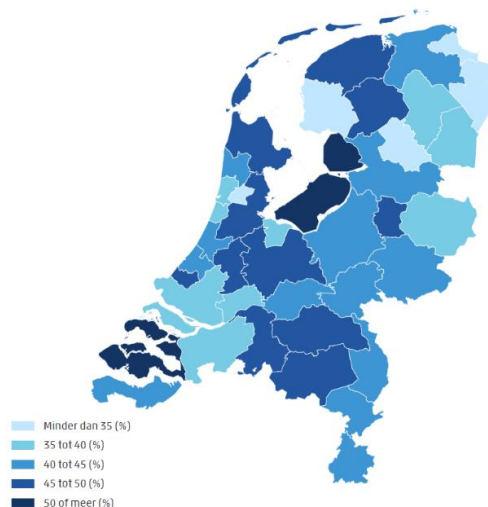 Minder dan 35 (%)
35 tot 40 (%)
40 tot 45 (%)
45 tot 50 (%)
50 of meer (%)